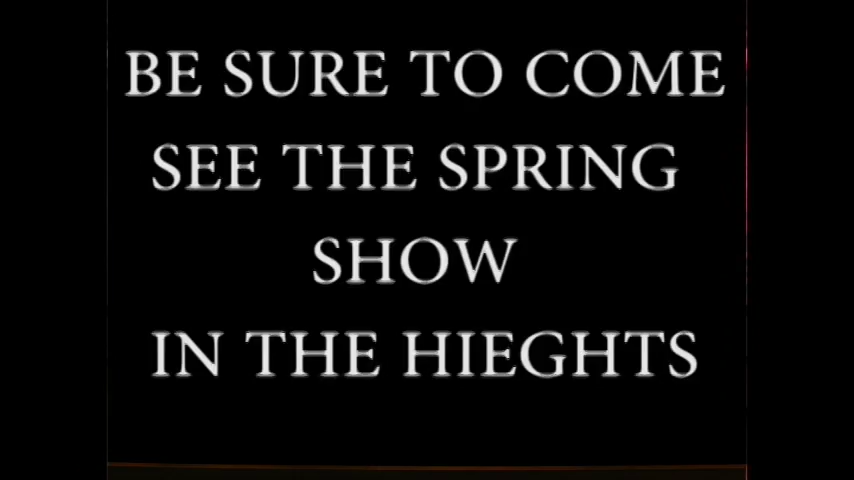 BE SURE TO COME
SEE THE SPRING
SHOW
IN THE HIEGHTS